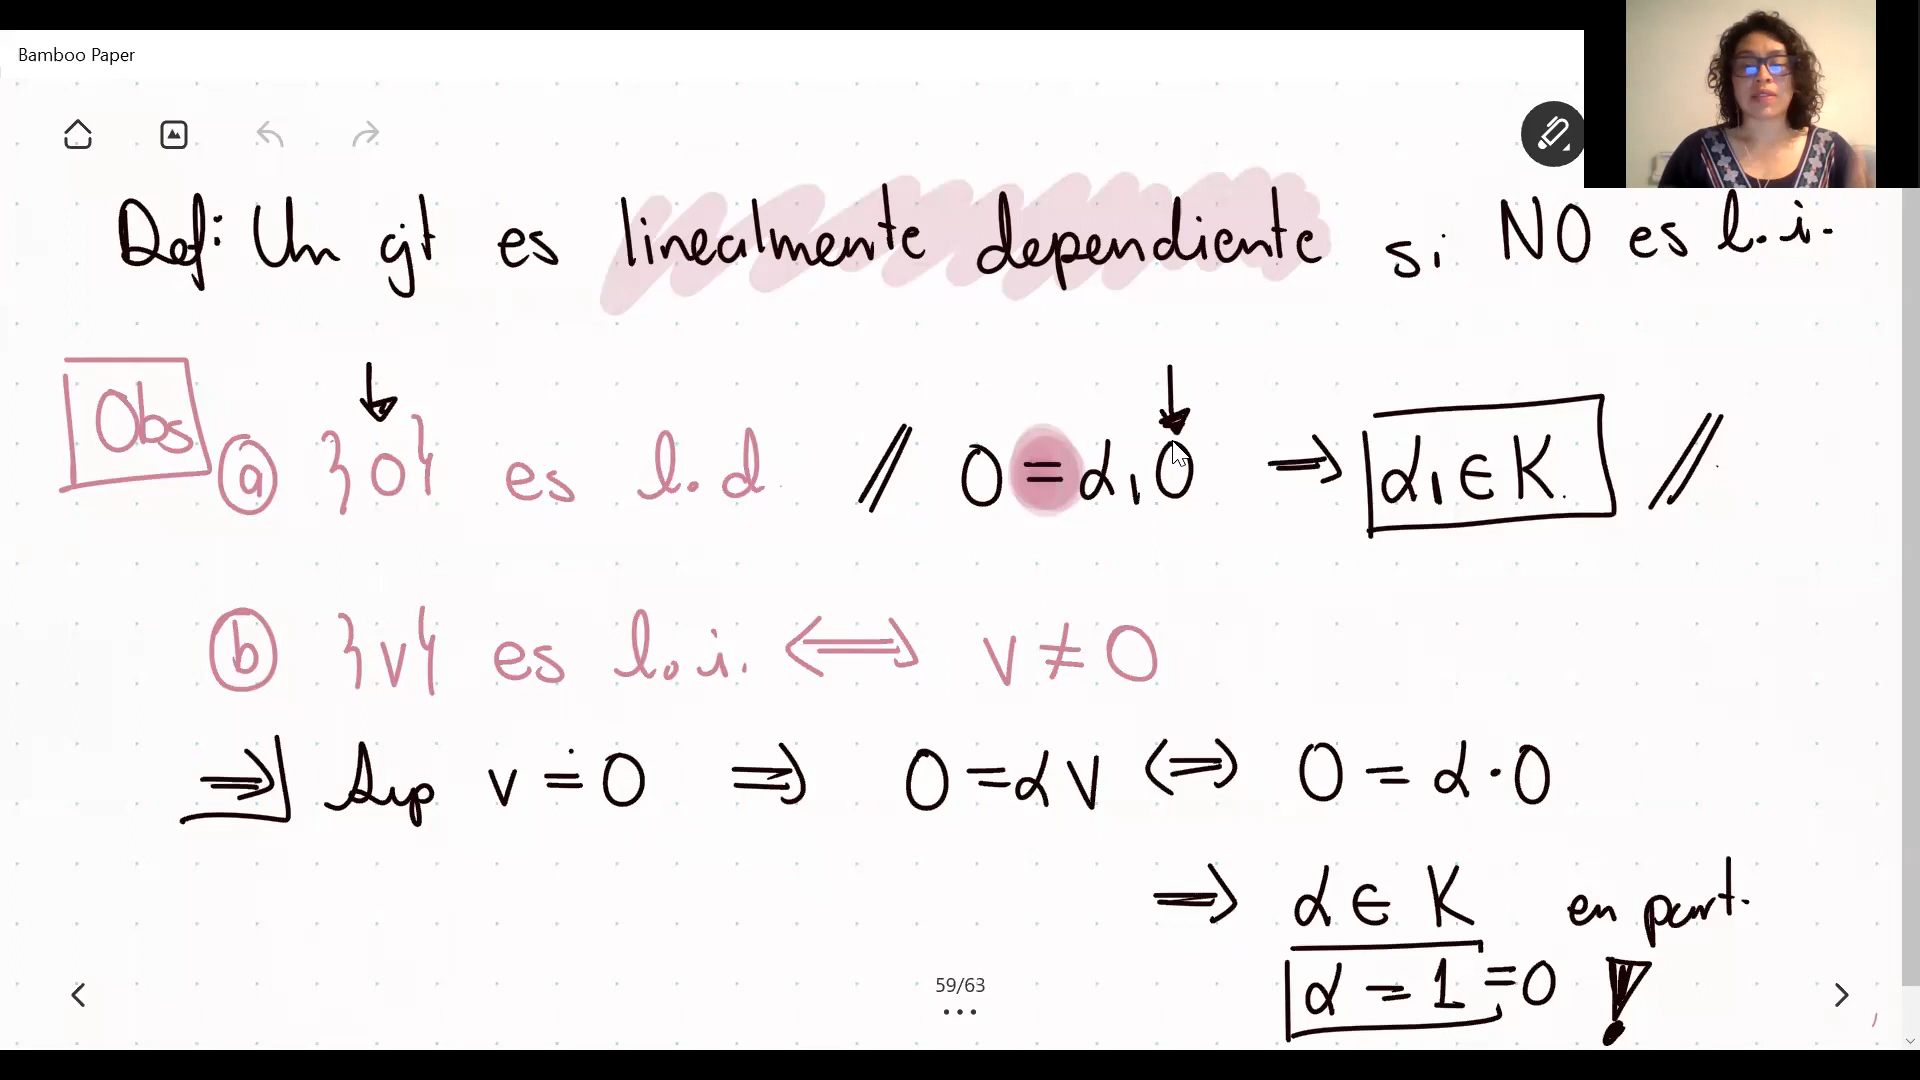 Bamboo Paper
Def: Un cjt es linealmente dependiente si NO es l.i.
Obs
ⓐ {0} es l.d // 0 = α₁0 ⇒ α₁ ∈ K. //
ⓑ {v} es l.i. ⟺ v ≠ 0
⇒ Sup v = 0 ⇒ 0 = αv ⟺ 0 = α·0
⇒ α ∈ K en part.
α = 1 = 0 !
59/63